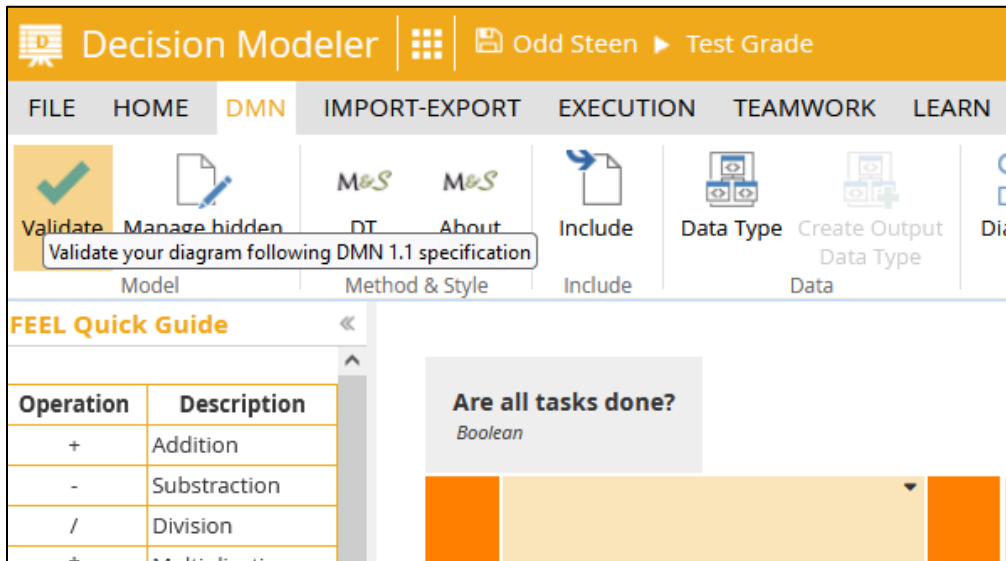 Decision Modeler Odd Steen Test Grade
FILE HOME DMN IMPORT-EXPORT EXECUTION TEAMWORK LEARN
M&S M&S
Validate Manage hidden DT About Include Data Type Create Output
Data Type
Validate your diagram following DMN 1.1 specification
Model Method & Style Include Data
FEEL Quick Guide
Operation Description
+ Addition
- Substraction
/ Division
Are all tasks done?
Boolean